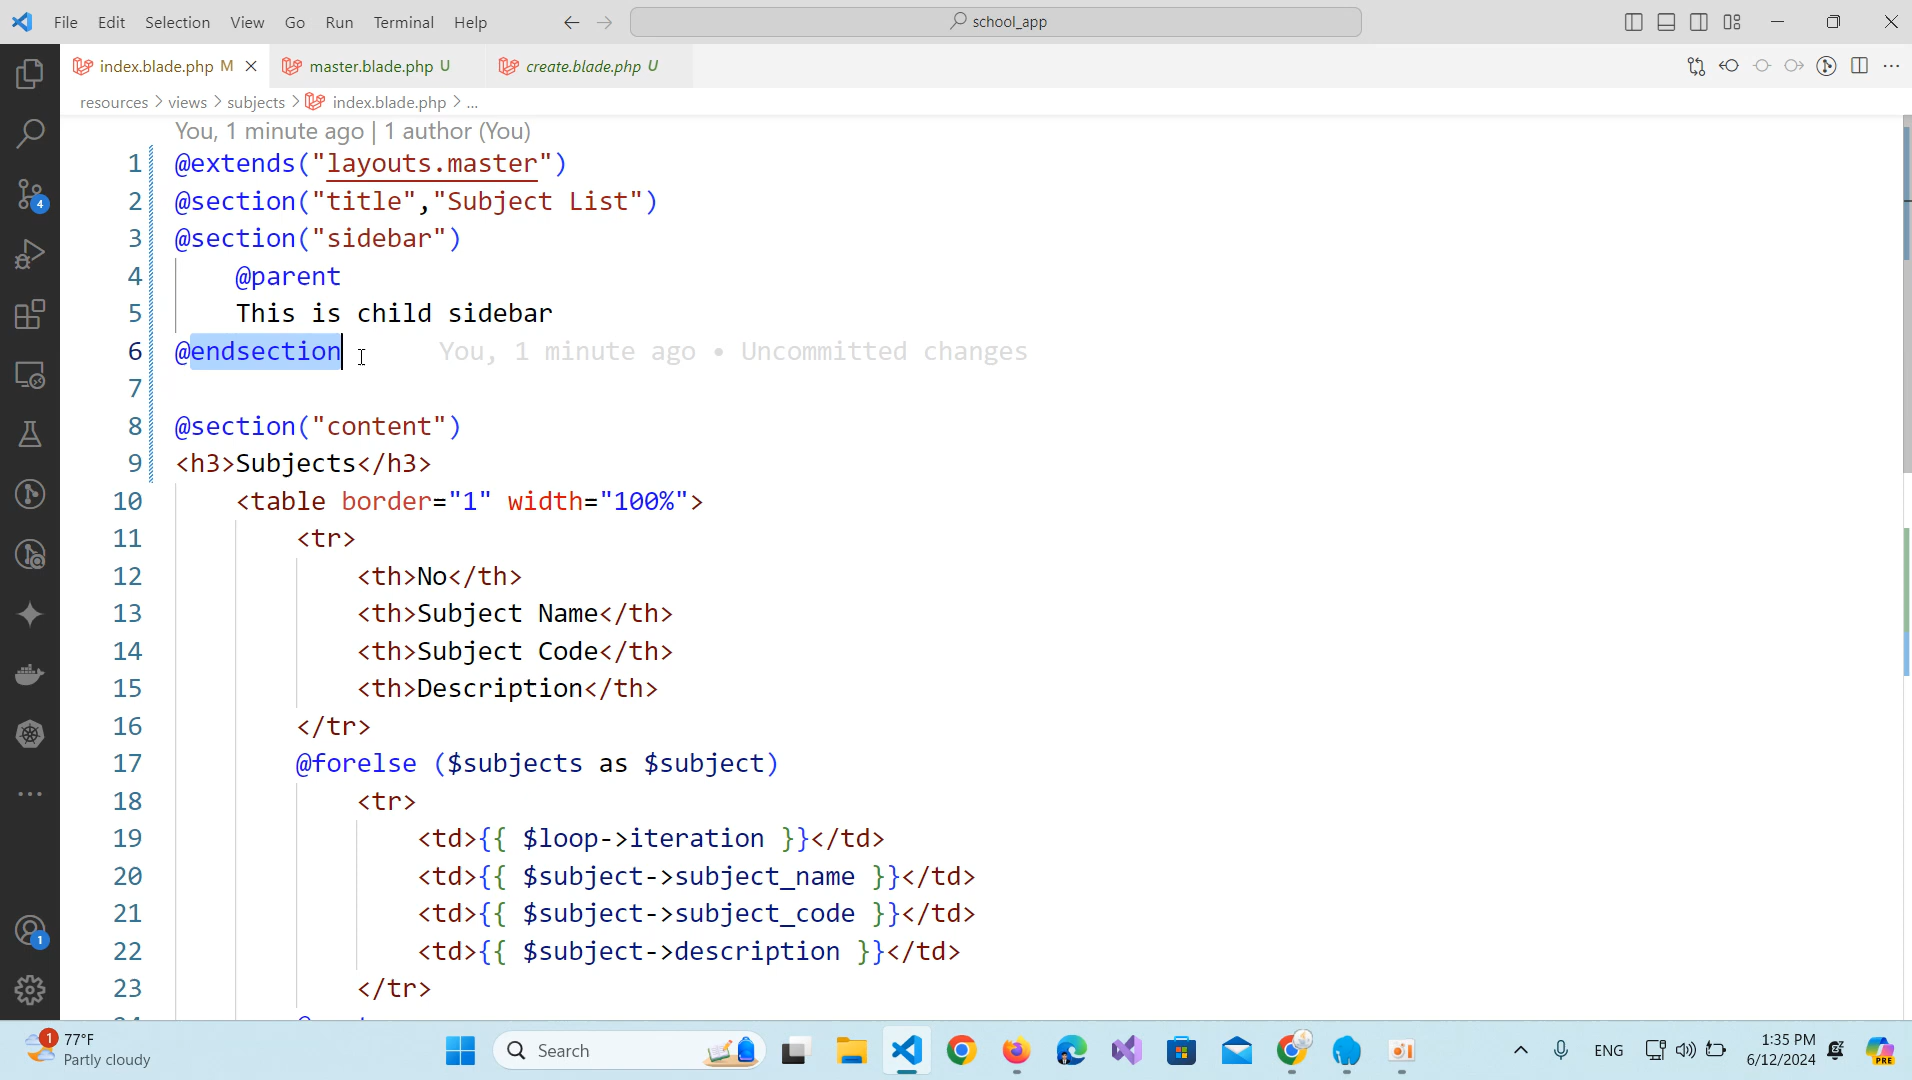 File Edit Selection View Go Run Terminal Help
school_app
index.blade.php M
master.blade.php U
create.blade.php U
resources > views > subjects > index.blade.php > ...
You, 1 minute ago | 1 author (You)
1 @extends("layouts.master")
2 @section("title","Subject List")
3 @section("sidebar")
4 @parent
5 This is child sidebar
6 @endsection You, 1 minute ago • Uncommitted changes
7
8 @section("content")
9 <h3>Subjects</h3>
10 <table border="1" width="100%">
11 <tr>
12 <th>No</th>
13 <th>Subject Name</th>
14 <th>Subject Code</th>
15 <th>Description</th>
16 </tr>
17 @forelse ($subjects as $subject)
18 <tr>
19 <td>{{ $loop->iteration }}</td>
20 <td>{{ $subject->subject_name }}</td>
21 <td>{{ $subject->subject_code }}</td>
22 <td>{{ $subject->description }}</td>
23 </tr>
4
1
1
77°F
Partly cloudy
Search
ENG
1:35 PM
6/12/2024
PRE